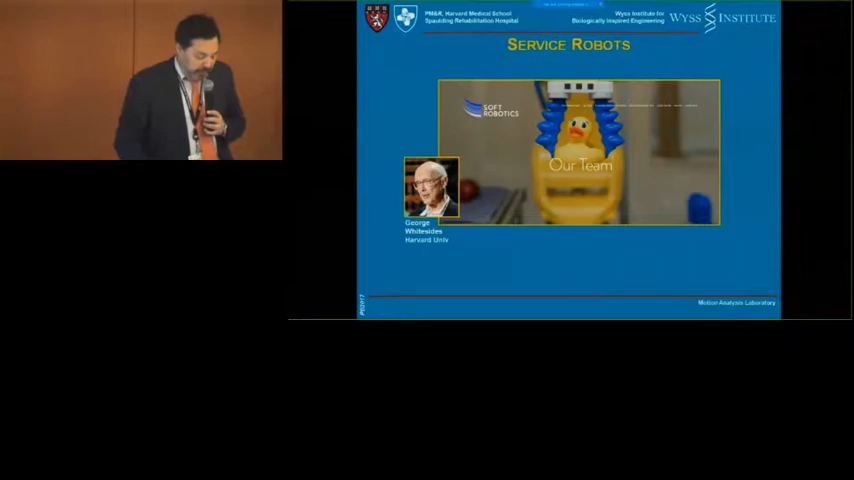 PM&R, Harvard Medical School
Spaulding Rehabilitation Hospital
Wyss Institute for
Biologically Inspired Engineering
WYSS INSTITUTE
SERVICE ROBOTS
SOFT
ROBOTICS
Our Team
George
Whitesides
Harvard Univ
Motion Analysis Laboratory